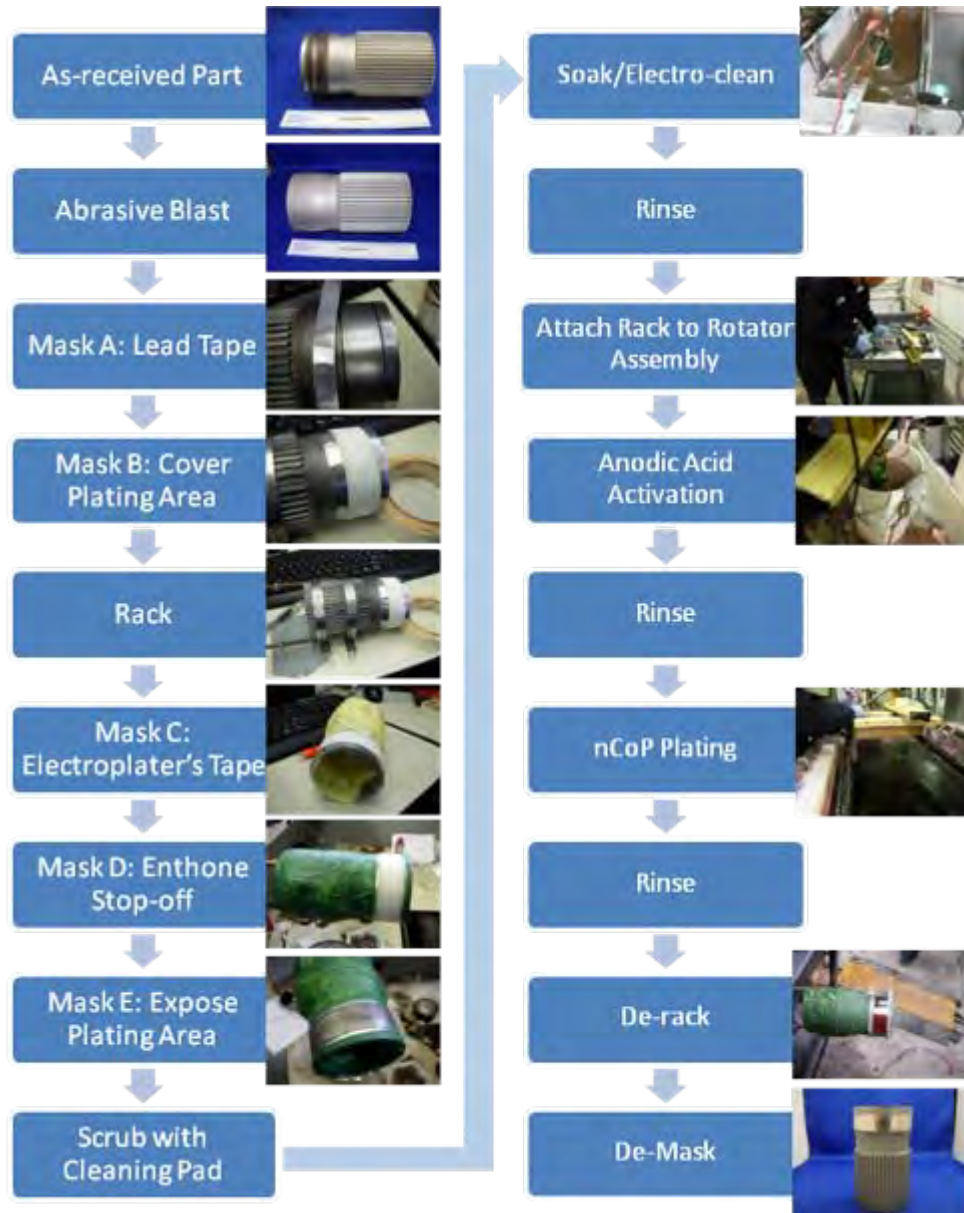 As-received Part
Abrasive Blast
Mask A: Lead Tape
Mask B: Cover
Plating Area
Rack
Mask C:
Electroplater's Tape
Mask D: Enthone
Stop-off
Mask E: Expose
Plating Area
Scrub with
Cleaning Pad
Soak/Electro-clean
Rinse
Attach Rack to Rotator
Assembly
Anodic Acid
Activation
Rinse
nCoP Plating
Rinse
De-rack
De-Mask